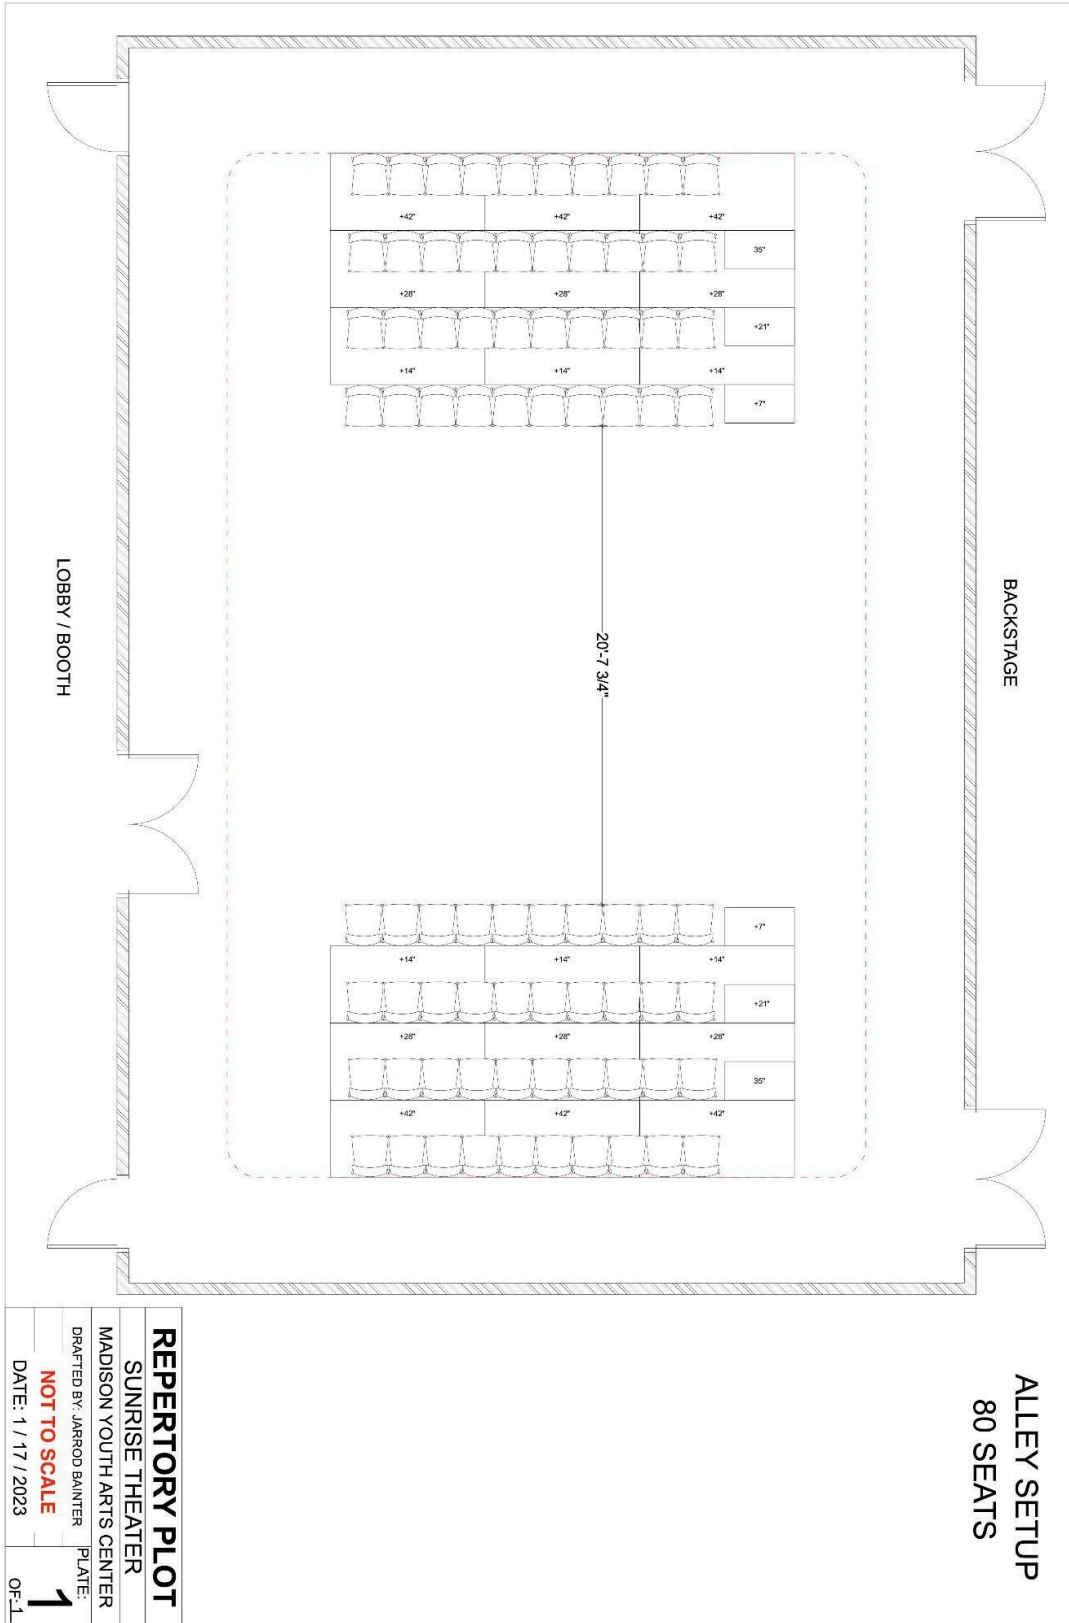 +42" +42" +42"
35"
+28" +28" +28"
+21"
+14" +14" +14"
+7"
LOBBY / BOOTH
20'-7 3/4"
BACKSTAGE
+7"
+14" +14" +14"
+21"
+28" +28" +28"
35"
+42" +42" +42"
ALLEY SETUP
80 SEATS
REPERTORY PLOT
SUNRISE THEATER
MADISON YOUTH ARTS CENTER
DRAFTED BY: JARROD BAINTER
NOT TO SCALE
DATE: 1 / 17 / 2023
PLATE:
1
OF:1